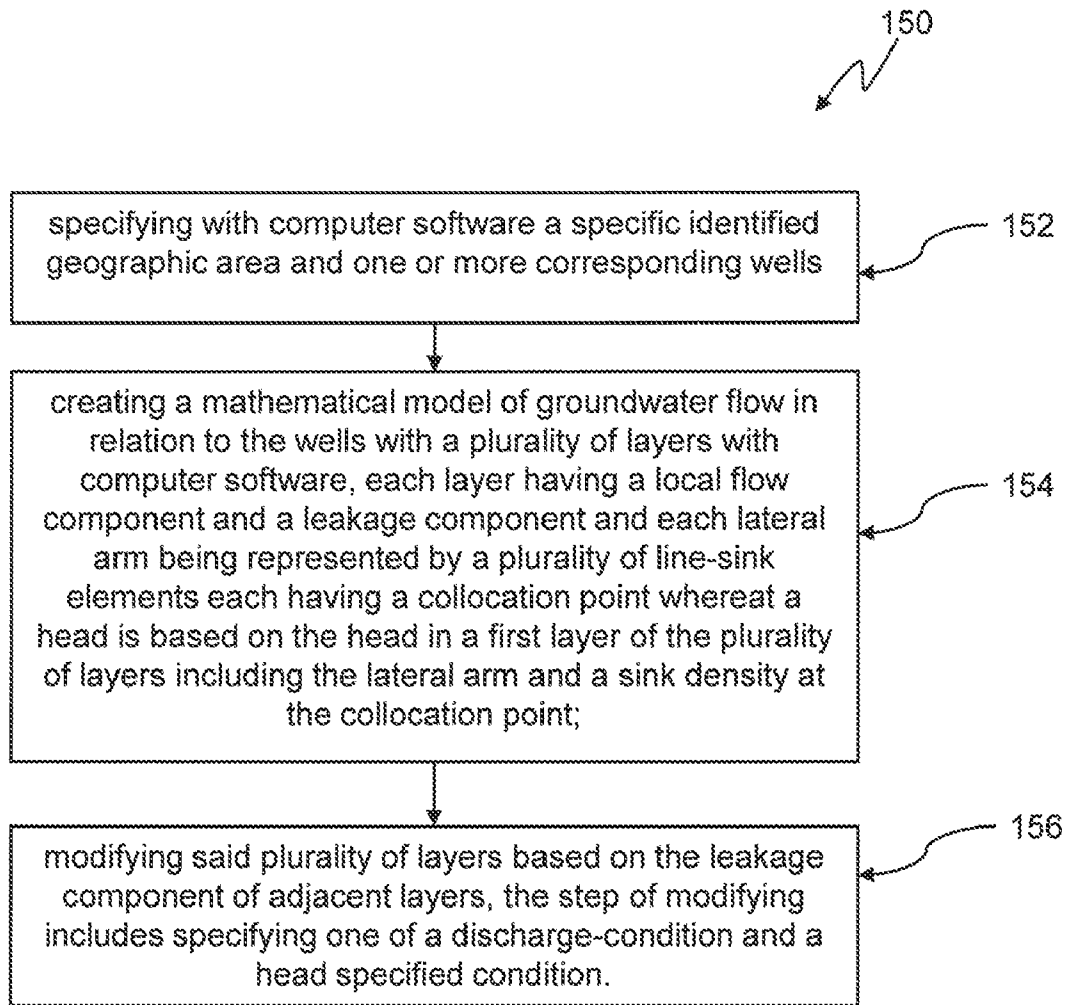 150
specifying with computer software a specific identified
geographic area and one or more corresponding wells
152
creating a mathematical model of groundwater flow in
relation to the wells with a plurality of layers with
computer software, each layer having a local flow
component and a leakage component and each lateral
arm being represented by a plurality of line-sink
elements each having a collocation point whereat a
head is based on the head in a first layer of the plurality
of layers including the lateral arm and a sink density at
the collocation point;
154
modifying said plurality of layers based on the leakage
component of adjacent layers, the step of modifying
includes specifying one of a discharge-condition and a
head specified condition.
156